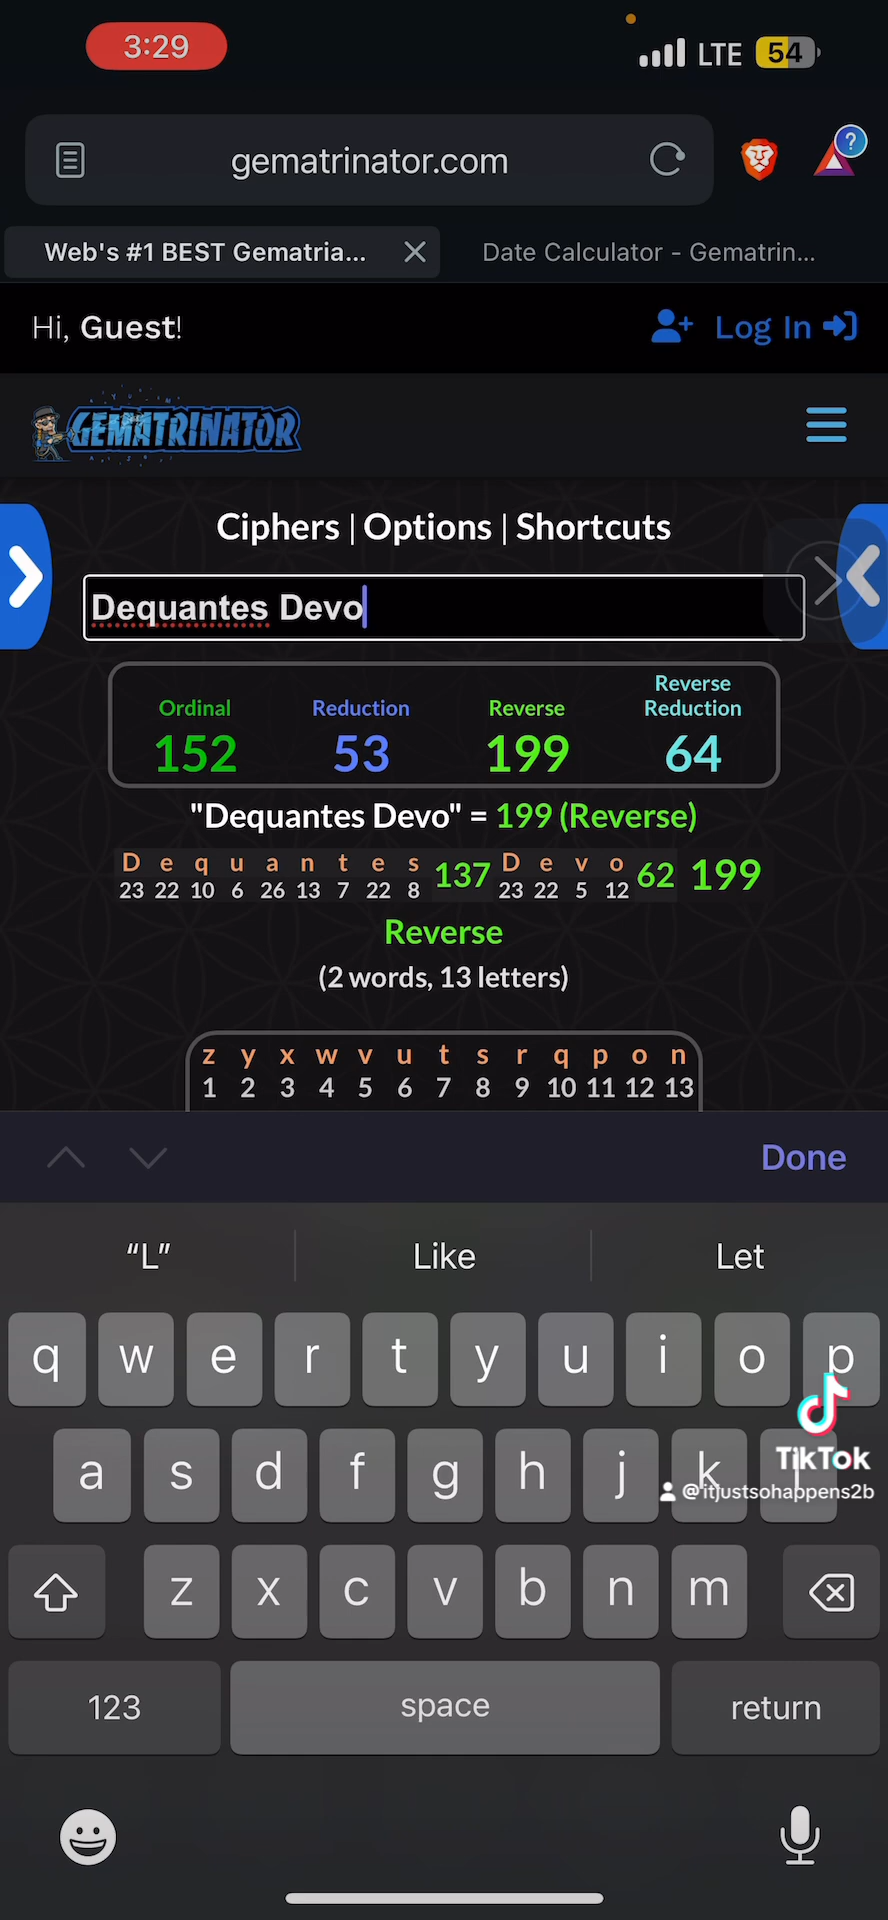 3:29
LTE 54
gematrinator.com
?
Web's #1 BEST Gematria...
Date Calculator - Gematrin...
Hi, Guest!
Log In
GEMATRINATOR
Ciphers | Options | Shortcuts
Dequantes Devo
Ordinal Reduction Reverse Reverse Reduction
152 53 199 64
"Dequantes Devo" = 199 (Reverse)
D e q u a n t e s 137 D e v o 62 199
23 22 10 6 26 13 7 22 8 23 22 5 12
Reverse
(2 words, 13 letters)
z y x w v u t s r q p o n
1 2 3 4 5 6 7 8 9 10 11 12 13
Done
“L” Like Let
q w e r t y u i o p
a s d f g h j k l
TikTok
@itjustsohappens2b
z x c v b n m
123 space return